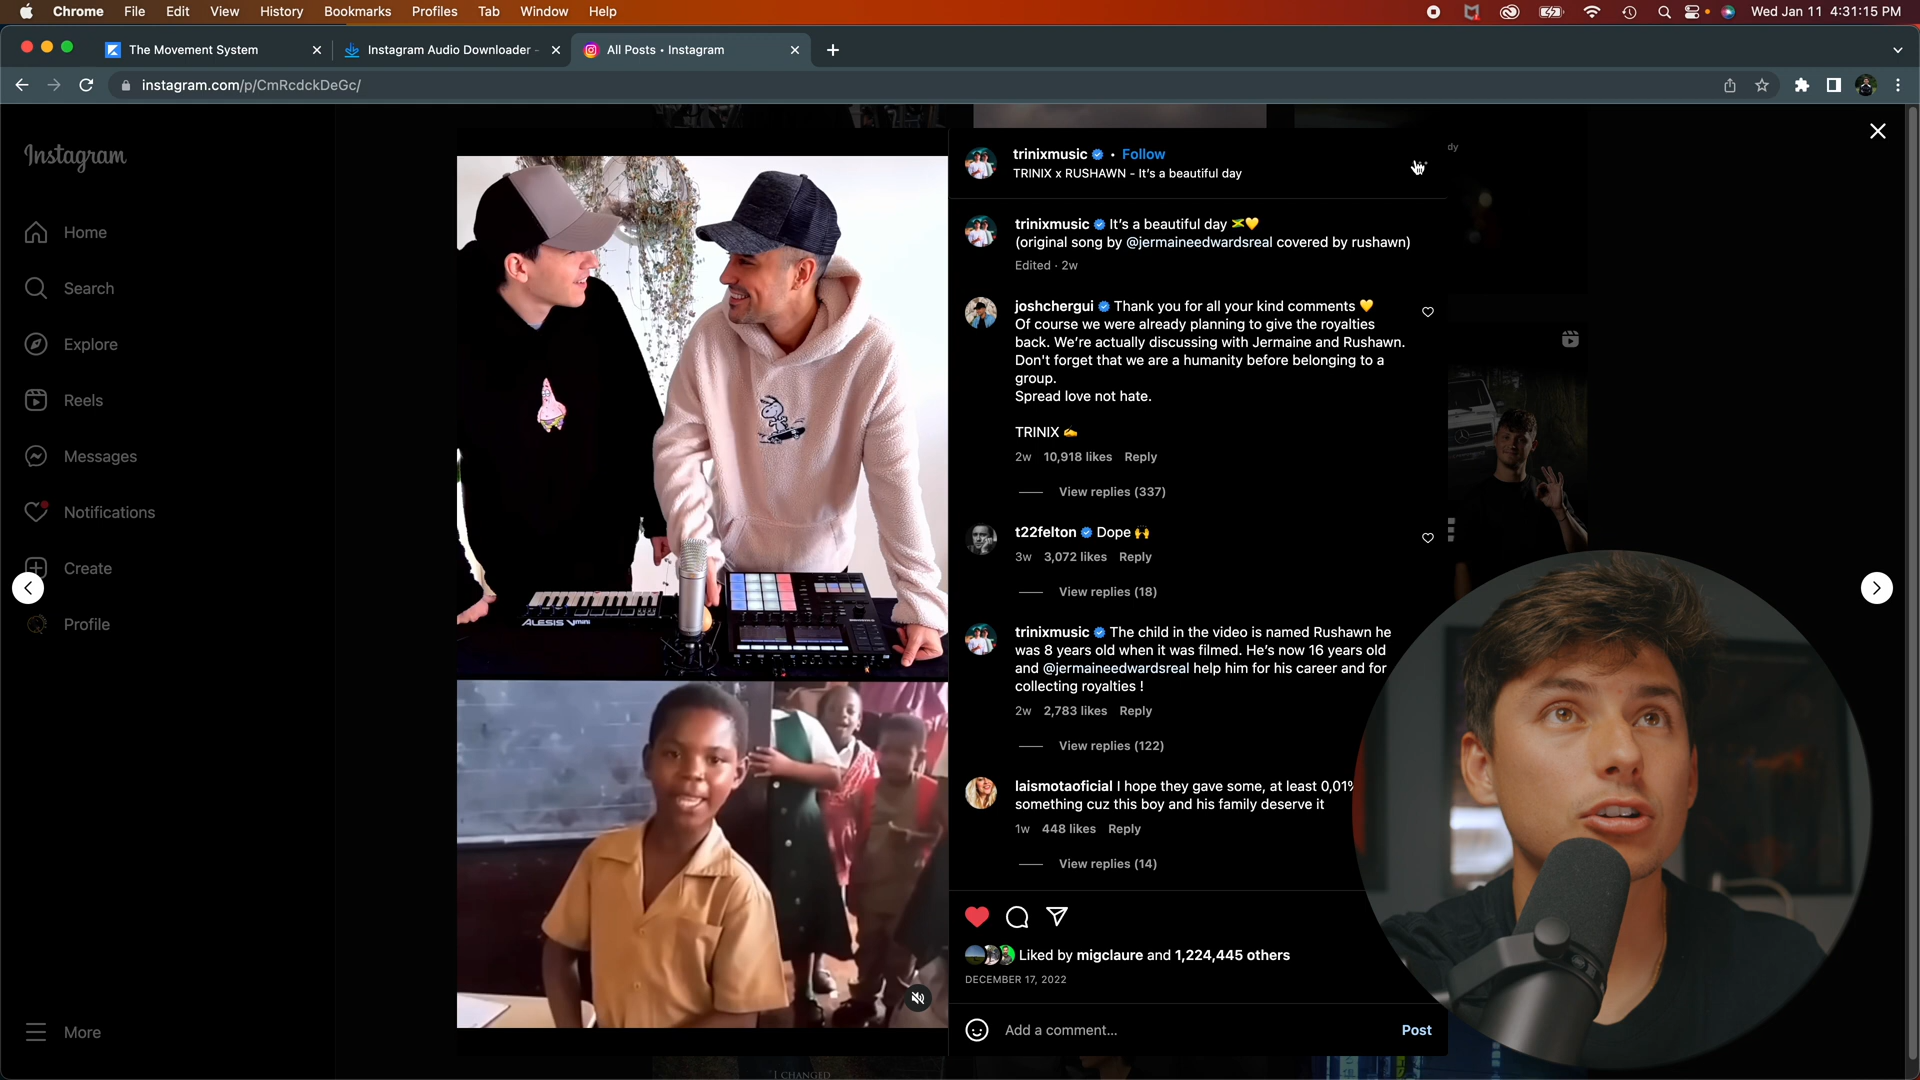 Chrome File Edit View History Bookmarks Profiles Tab Window Help Wed Jan 11 4:31:15 PM
The Movement System
Instagram Audio Downloader -
All Posts • Instagram
instagram.com/p/CmRcdckDeGc/
Instagram
Home
Search
Explore
Reels
Messages
Notifications
Create
Profile
More
ALESIS Vmini
trinixmusic • Follow
TRINIX x RUSHAWN - It's a beautiful day
trinixmusic It's a beautiful day 🇯🇲💛
(original song by @jermaineedwardsreal covered by rushawn)
Edited · 2w
joshchergui Thank you for all your kind comments 💛
Of course we were already planning to give the royalties
back. We're actually discussing with Jermaine and Rushawn.
Don't forget that we are a humanity before belonging to a
group.
Spread love not hate.
TRINIX ✍️
2w 10,918 likes Reply
View replies (337)
t22felton Dope 🙌
3w 3,072 likes Reply
View replies (18)
trinixmusic The child in the video is named Rushawn he
was 8 years old when it was filmed. He's now 16 years old
and @jermaineedwardsreal help him for his career and for
collecting royalties !
2w 2,783 likes Reply
View replies (122)
laismotaoficial I hope they gave some, at least 0,01%
something cuz this boy and his family deserve it
1w 448 likes Reply
View replies (14)
Liked by migclaure and 1,224,445 others
DECEMBER 17, 2022
Add a comment... Post
dy
I CHANGED